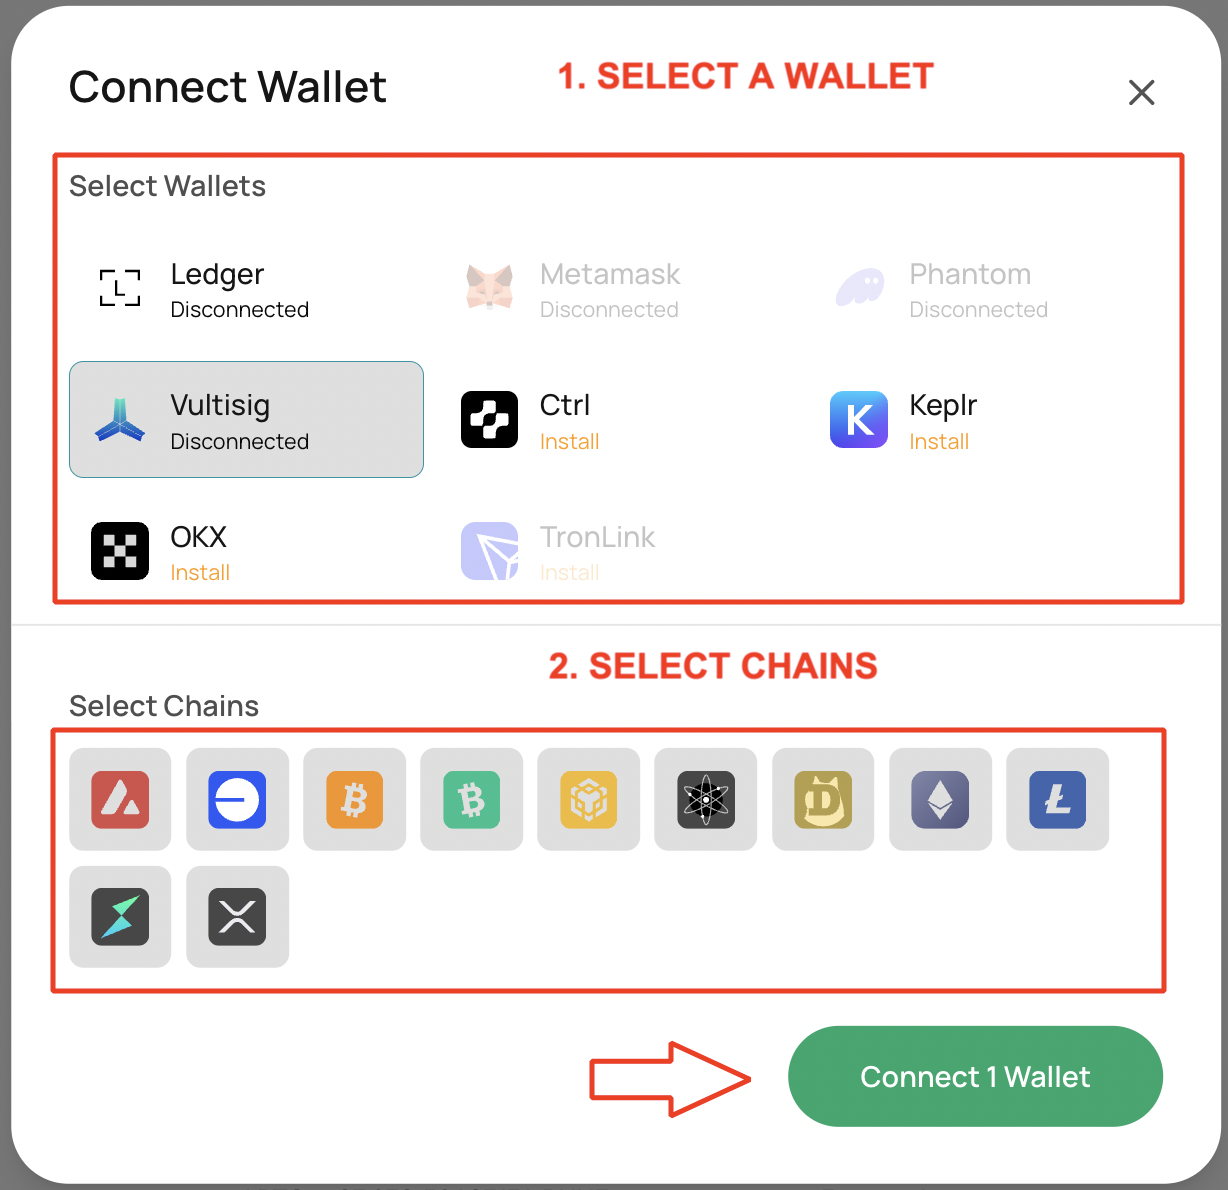 Connect Wallet
1. SELECT A WALLET
Select Wallets
Ledger
Disconnected
Metamask
Disconnected
Phantom
Disconnected
Vultisig
Disconnected
Ctrl
Install
Keplr
Install
OKX
Install
TronLink
Install
2. SELECT CHAINS
Select Chains
Connect 1 Wallet